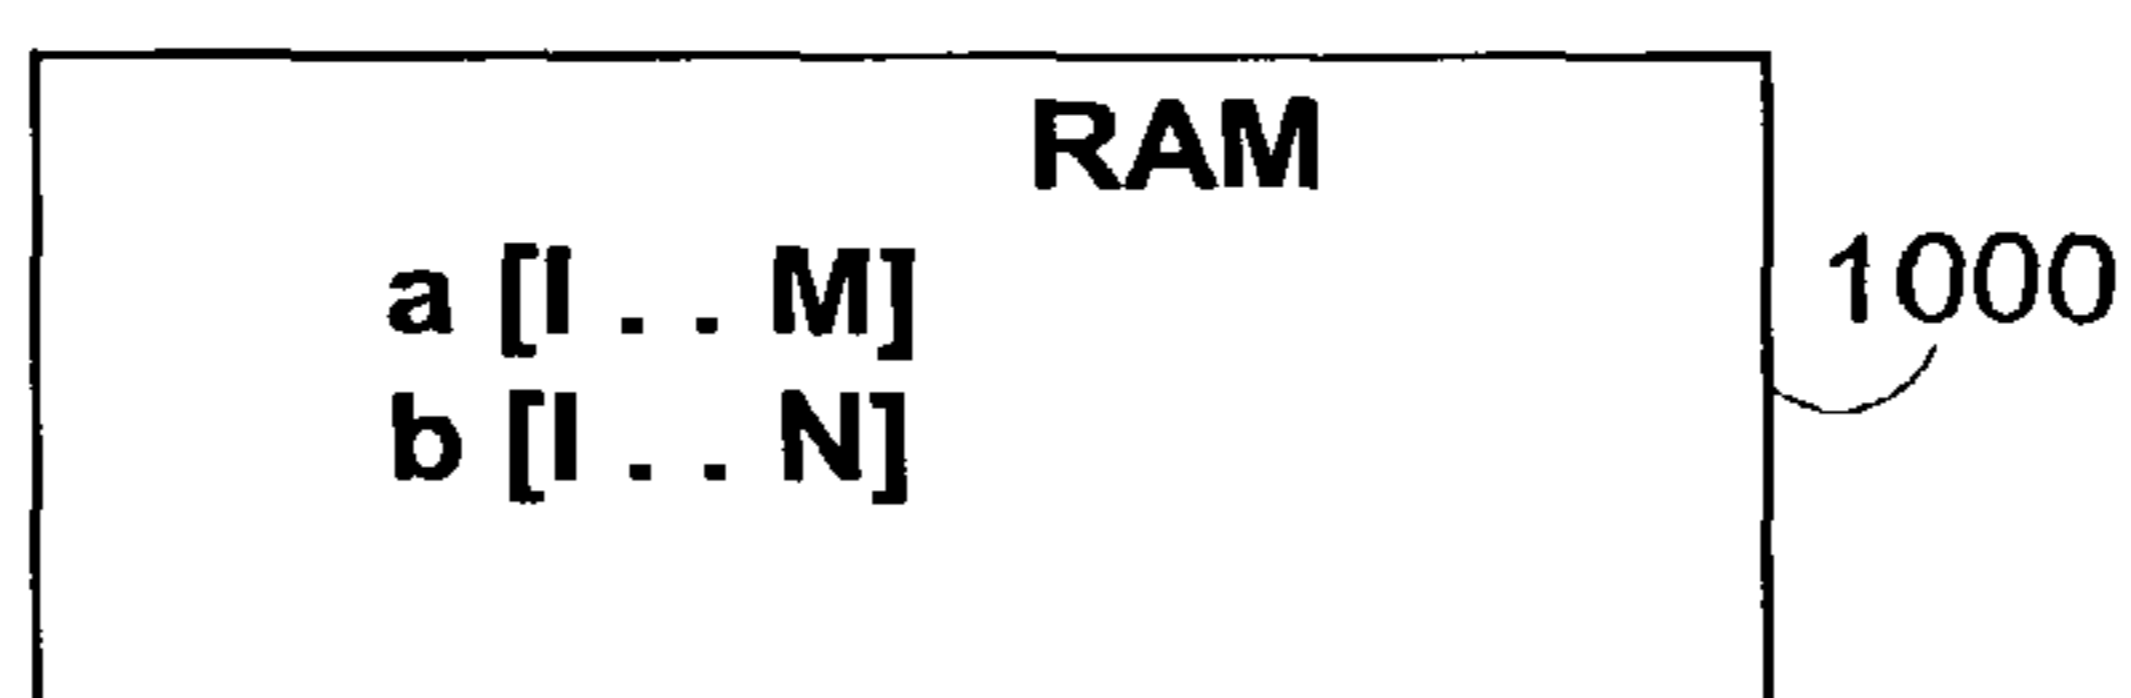 RAM
a [I . . M]
1000
b [I . . N]